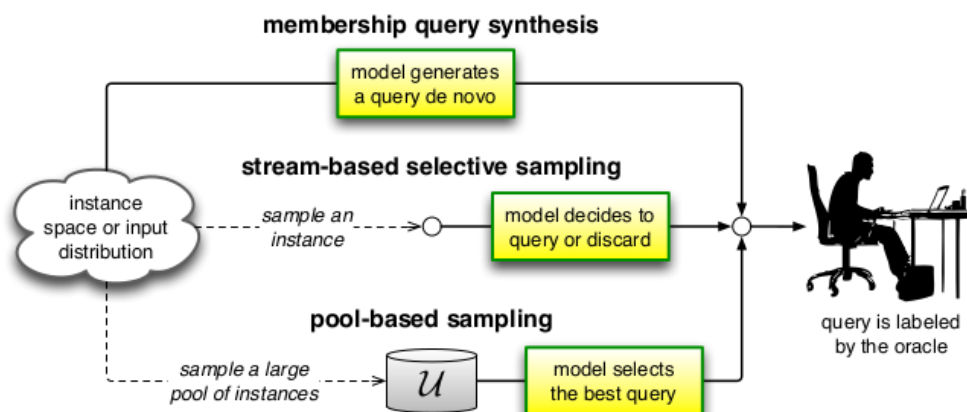 membership query synthesis
model generates
a query de novo
stream-based selective sampling
instance
space or input
distribution
sample an
instance
model decides to
query or discard
pool-based sampling
sample a large
pool of instances
U
model selects
the best query
query is labeled
by the oracle